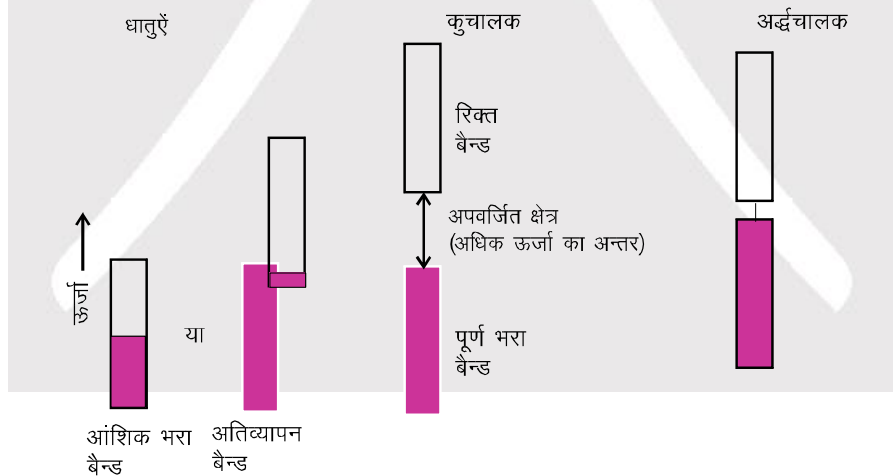 धातुऐं
कुचालक
अर्द्धचालक
रिक्त
बैन्ड
अपवर्जित क्षेत्र
(अधिक ऊर्जा का अन्तर)
ऊर्जा
या
पूर्ण भरा
बैन्ड
आंशिक भरा
बैन्ड
अतिव्यापन
बैन्ड